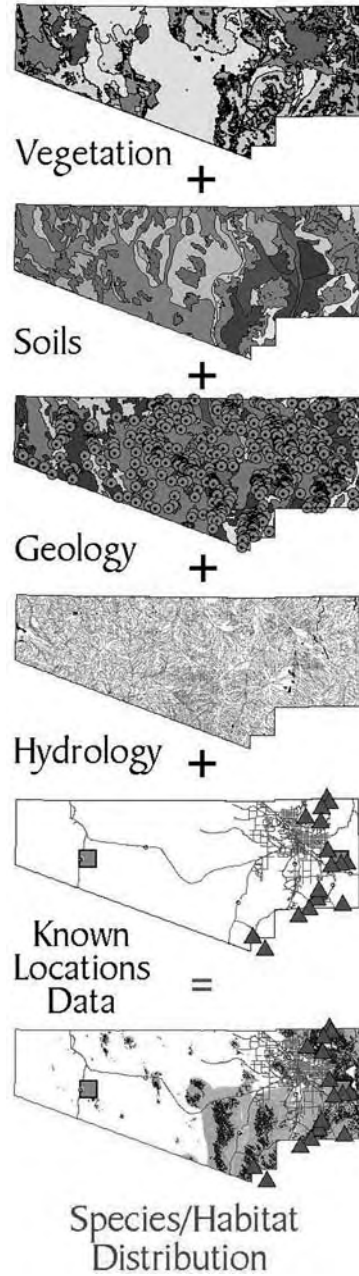 Vegetation
+
Soils
+
Geology
+
Hydrology
+
Known
Locations
Data
=
Species/Habitat
Distribution